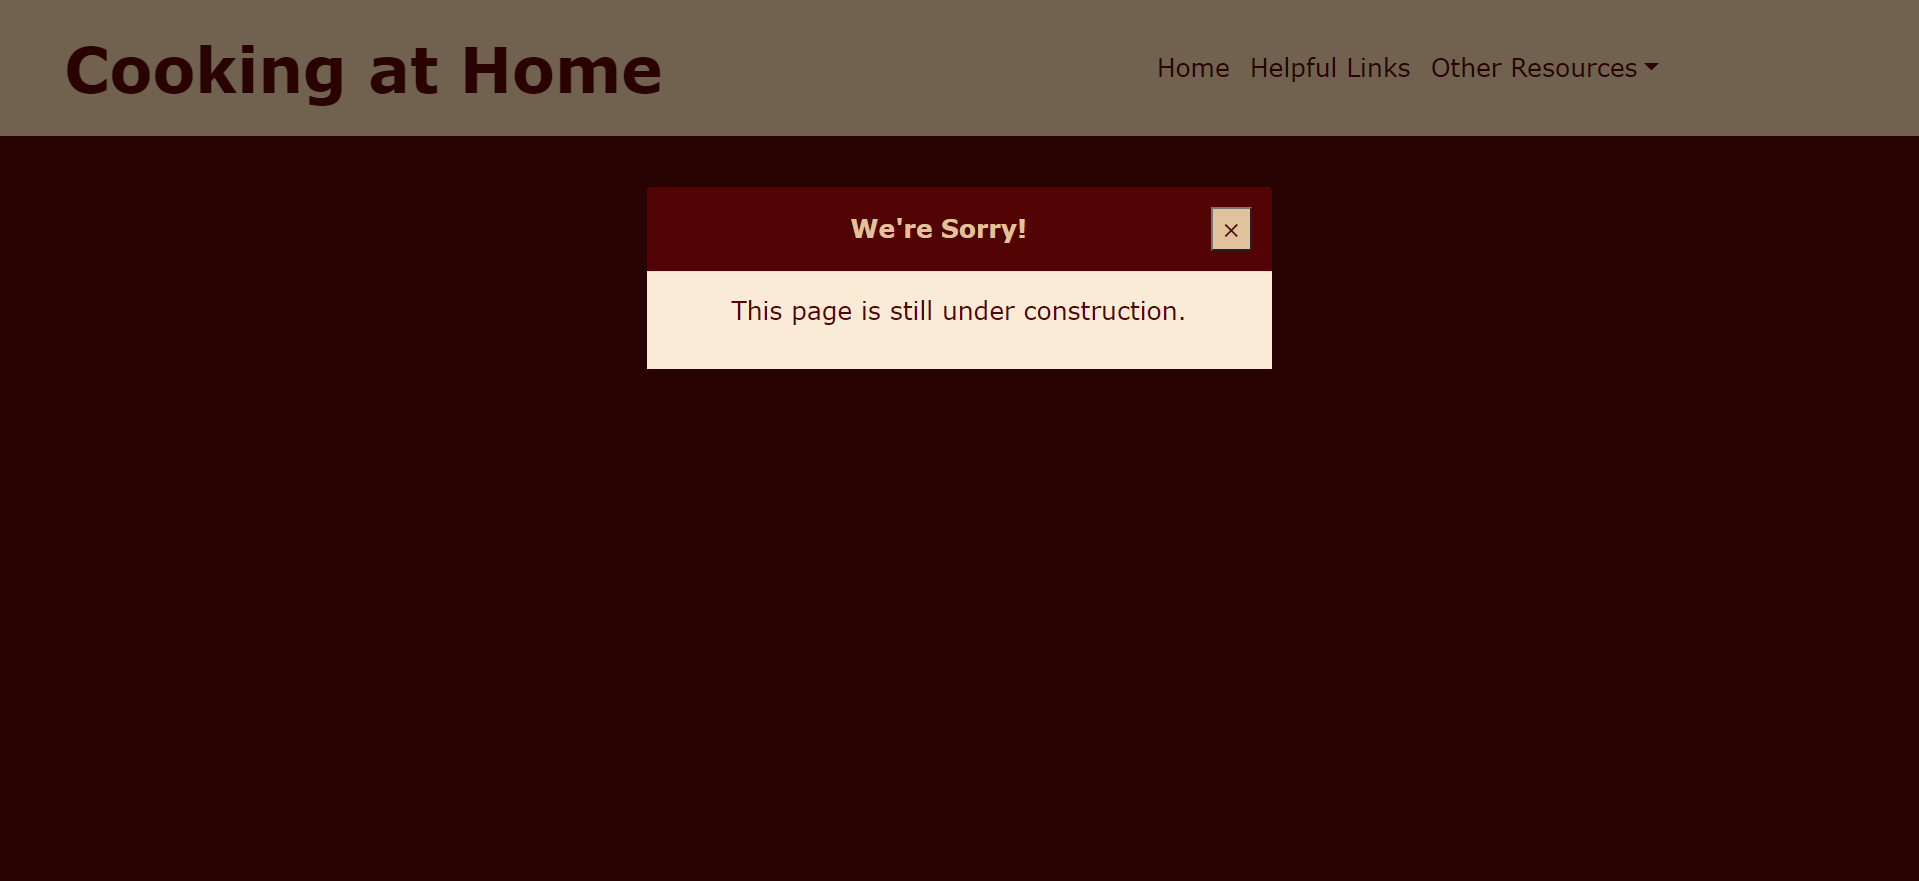 Cooking at Home
Home Helpful Links Other Resources
We're Sorry!
×
This page is still under construction.